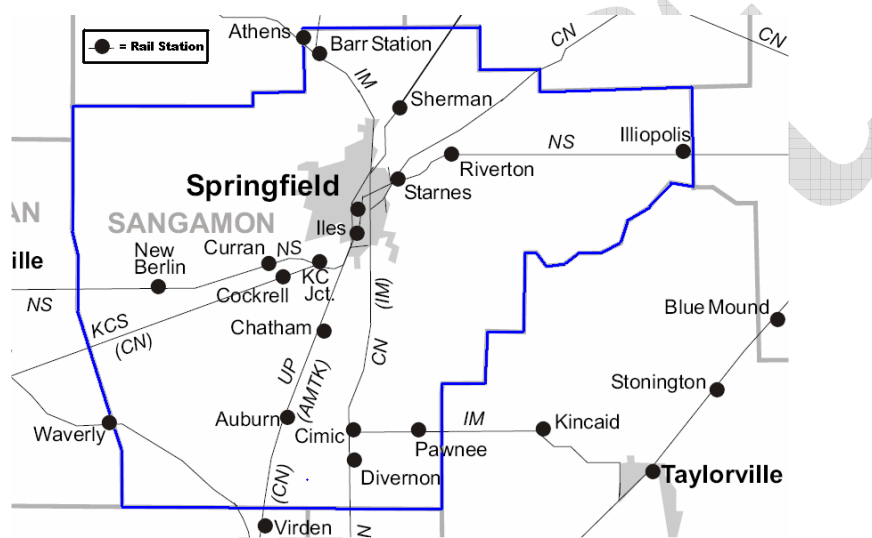 Athens
= Rail Station
Barr Station
CN
CN
IM
Sherman
Illiopolis
NS
Riverton
Springfield
Starnes
AN
SANGAMON
Iles
Curran
NS
New
Berlin
ille
KC
Jct.
Cockrell
(IM)
NS
Blue Mound
KCS
(CN)
Chatham
CN
UP
(AMTK)
Stonington
Auburn
IM
Kincaid
Waverly
Cimic
Pawnee
Divernon
Taylorville
(CN)
Virden
N